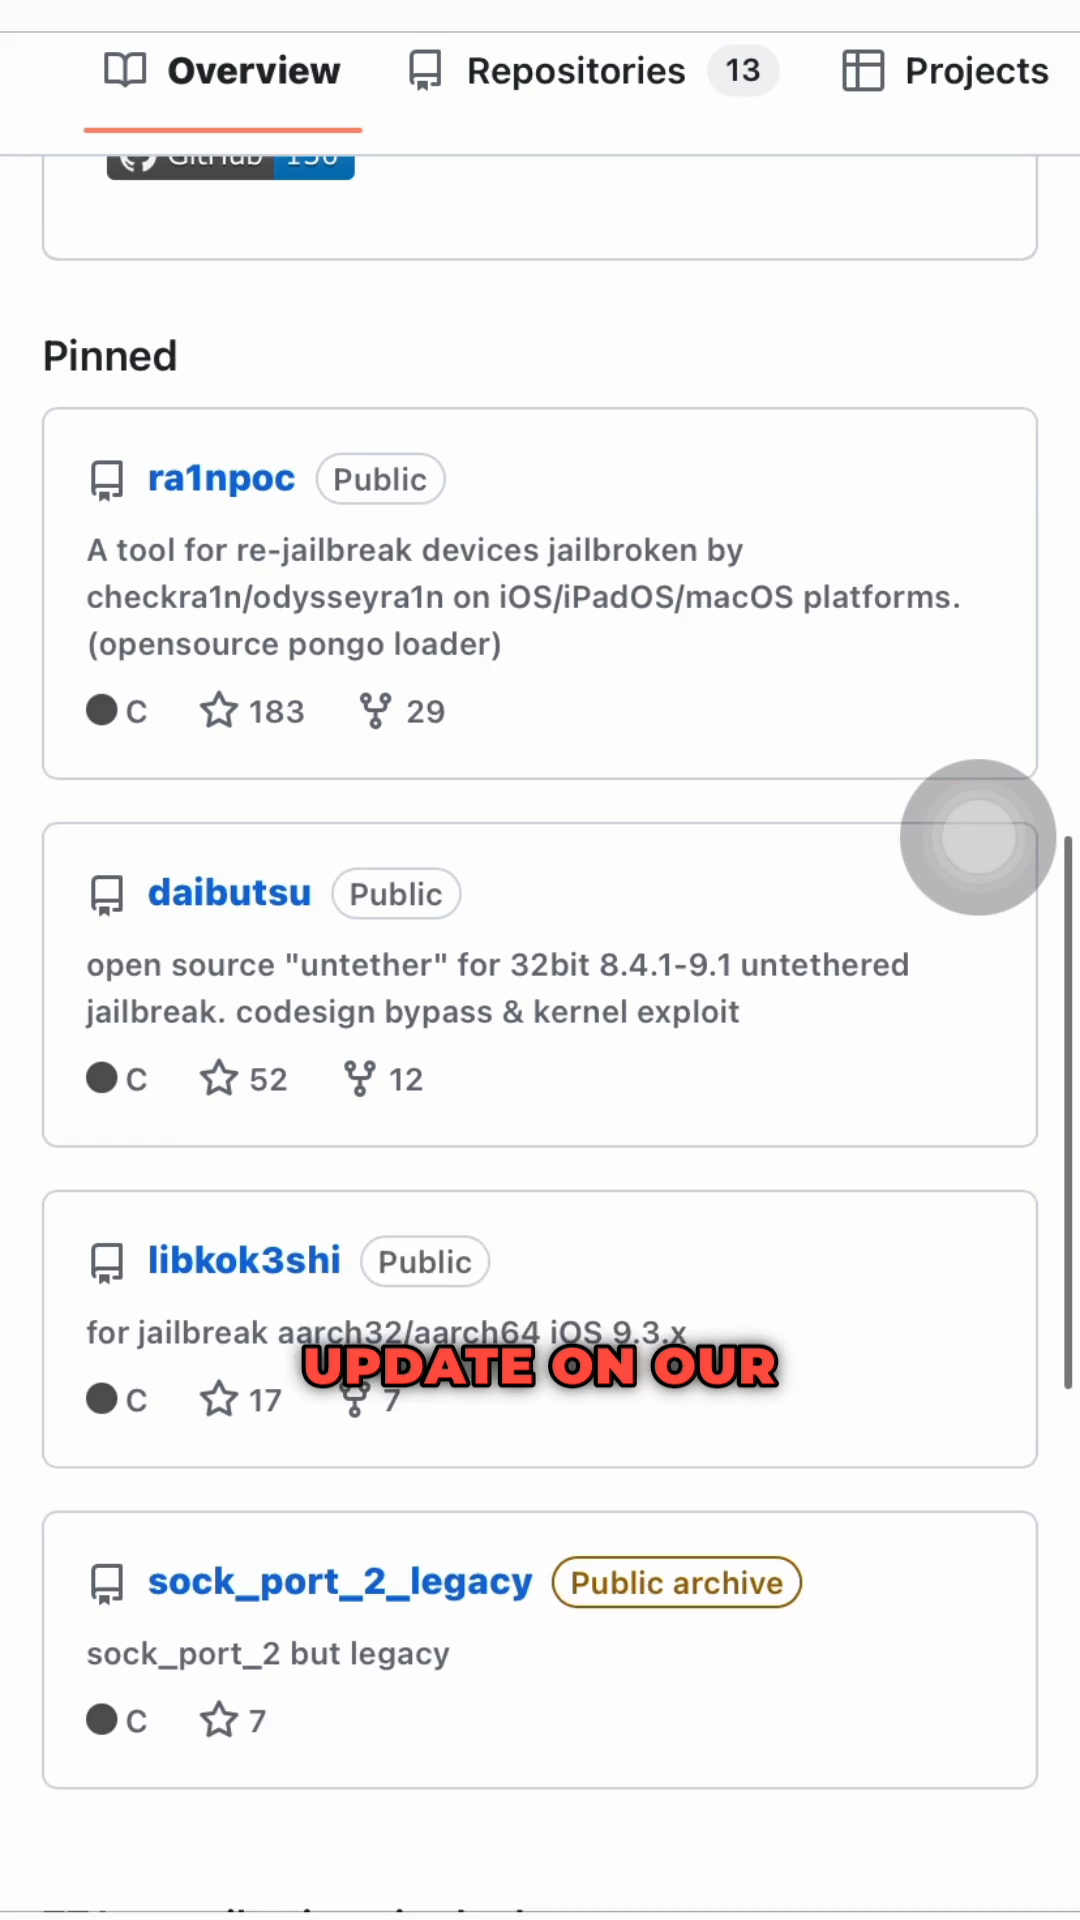 Overview
Repositories 13
Projects
GitHub 150
Pinned
ra1npoc Public
A tool for re-jailbreak devices jailbroken by
checkra1n/odysseyra1n on iOS/iPadOS/macOS platforms.
(opensource pongo loader)
C 183 29
daibutsu Public
open source "untether" for 32bit 8.4.1-9.1 untethered
jailbreak. codesign bypass & kernel exploit
C 52 12
libkok3shi Public
for jailbreak aarch32/aarch64 iOS 9.3.x
UPDATE ON OUR
C 17 7
sock_port_2_legacy Public archive
sock_port_2 but legacy
C 7